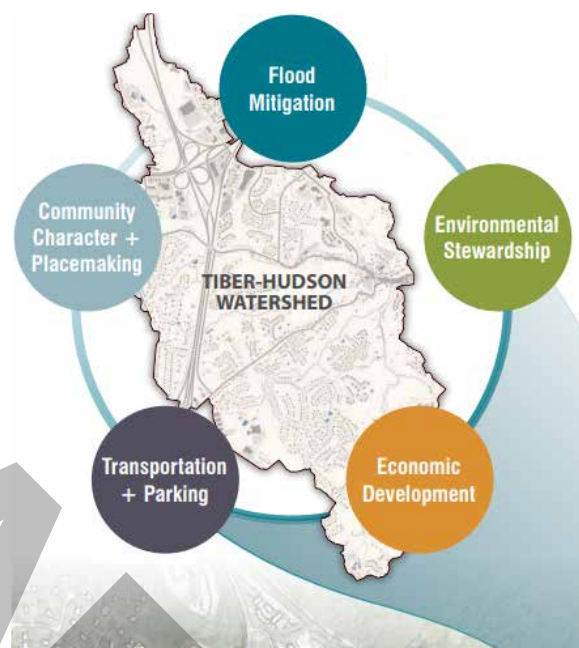 Flood
Mitigation
Community
Character +
Placemaking
Environmental
Stewardship
TIBER-HUDSON
WATERSHED
Transportation
+ Parking
Economic
Development